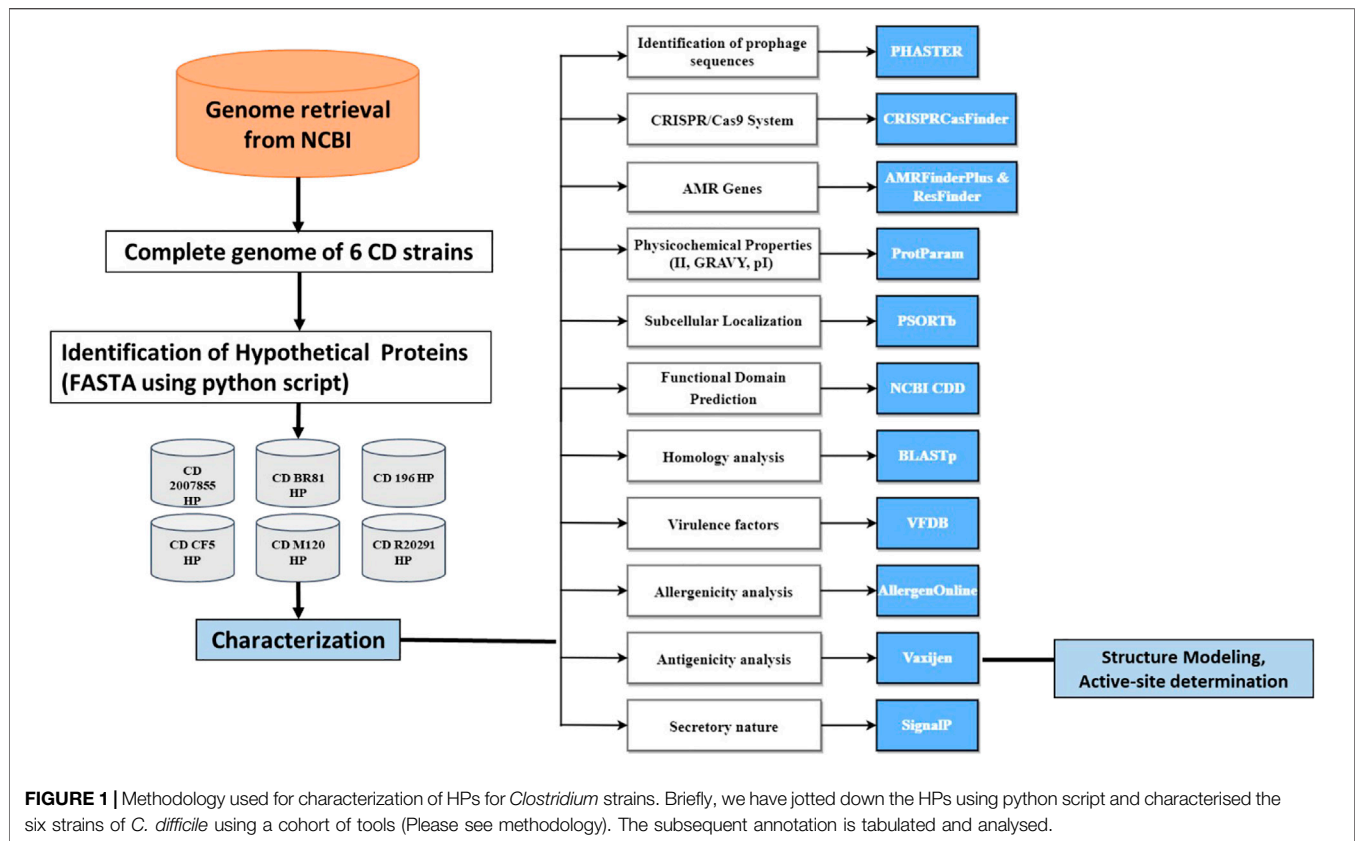 Genome retrieval
from NCBI
Complete genome of 6 CD strains
Identification of Hypothetical Proteins
(FASTA using python script)
CD
2007855
HP
CD BR81
HP
CD 196 HP
CD CF5
HP
CD M120
HP
CD R20291
HP
Characterization
Identification of prophage
sequences
PHASTER
CRISPR/Cas9 System
CRISPRCasFinder
AMR Genes
AMRFinderPlus &
ResFinder
Physicochemical Properties
(II, GRAVY, pI)
ProtParam
Subcellular Localization
PSORTb
Functional Domain
Prediction
NCBI CDD
Homology analysis
BLASTp
Virulence factors
VFDB
Allergenicity analysis
AllergenOnline
Antigenicity analysis
Vaxijen
Structure Modeling,
Active-site determination
Secretory nature
SignalP
FIGURE 1 | Methodology used for characterization of HPs for Clostridium strains. Briefly, we have jotted down the HPs using python script and characterised the
six strains of C. difficile using a cohort of tools (Please see methodology). The subsequent annotation is tabulated and analysed.